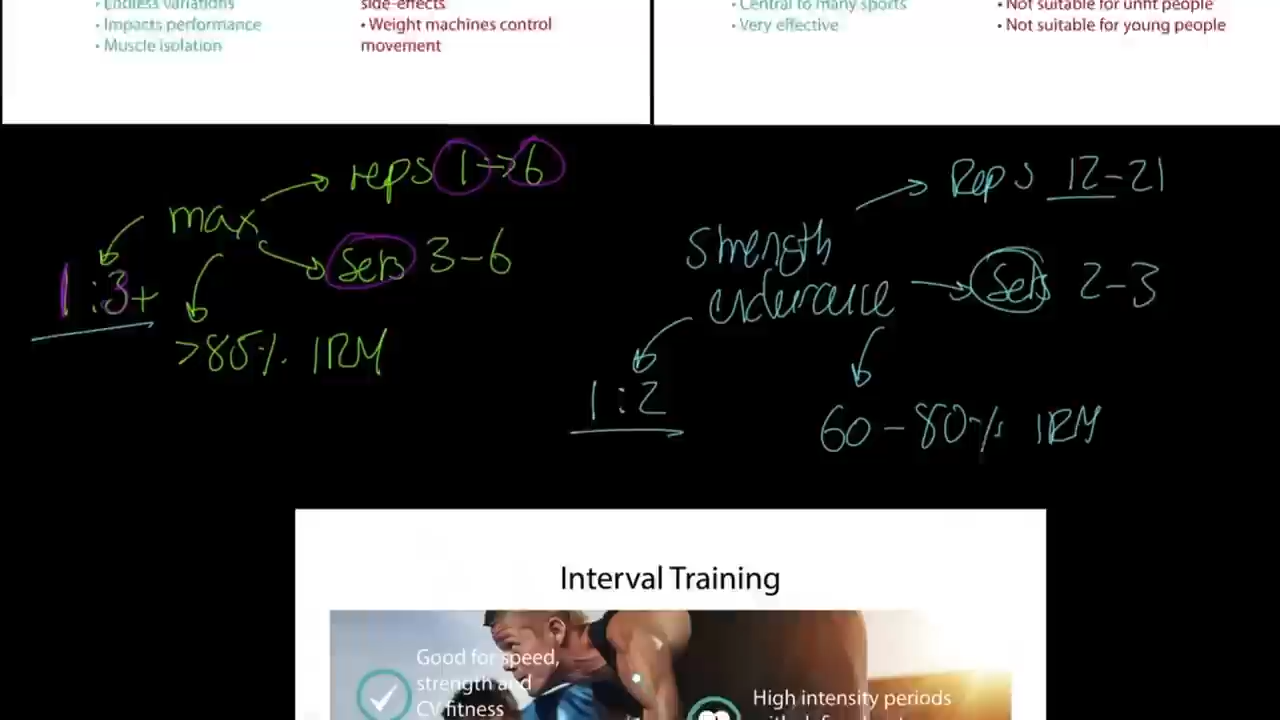 • Endless variations
• Impacts performance
• Muscle isolation
side-effects
• Weight machines control
movement
• Central to many sports
• Very effective
• Not suitable for unfit people
• Not suitable for young people
max
reps 1→6
Sets 3-6
1:3+
>85% 1RM
Strength
endurance
Reps 12-21
Sets 2-3
1:2
60-80% 1RM
Interval Training
Good for speed,
strength and
CV fitness
High intensity periods